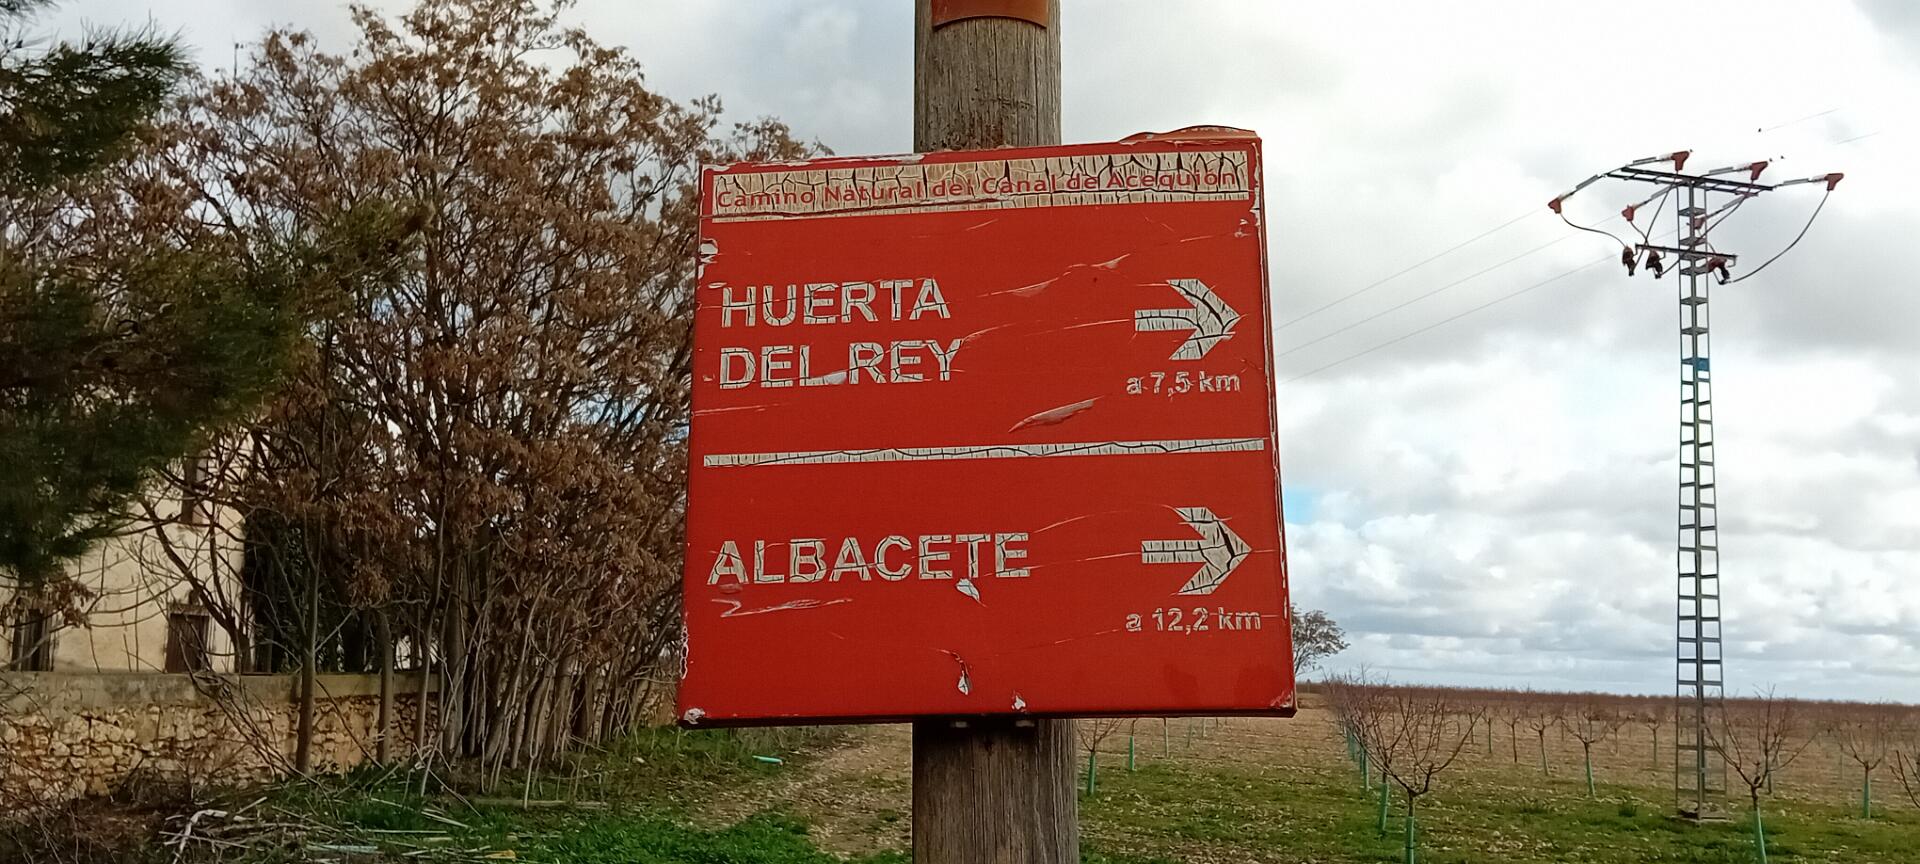 Camino Natural del Canal de Acequión
HUERTA
DEL REY
a 7,5 km
ALBACETE
a 12,2 km